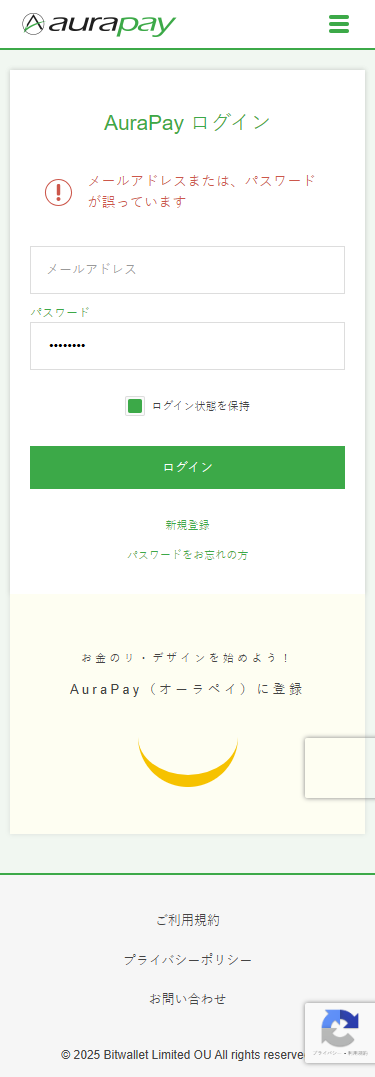 aurapay
AuraPay ログイン
メールアドレスまたは、パスワード
が誤っています
メールアドレス
パスワード
ログイン状態を保持
ログイン
新規登録
パスワードをお忘れの方
お金のリ・デザインを始めよう！
AuraPay（オーラペイ）に登録
ご利用規約
プライバシーポリシー
お問い合わせ
© 2025 Bitwallet Limited OU All rights reserve
プライバシー • 利用規約